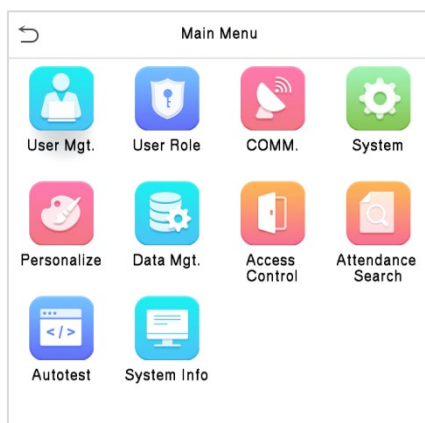 Main Menu
User Mgt.
User Role
COMM.
System
Personalize
Data Mgt.
Access
Control
Attendance
Search
</>
Autotest
System Info